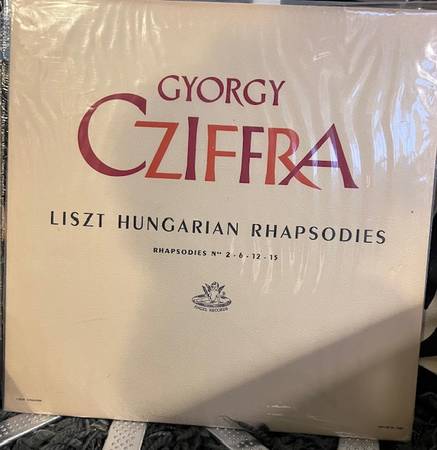 GYORGY
CZIFFRA
LISZT HUNGARIAN RHAPSODIES
RHAPSODIES Nos 2 - 6 - 12 - 15
ANGEL RECORDS